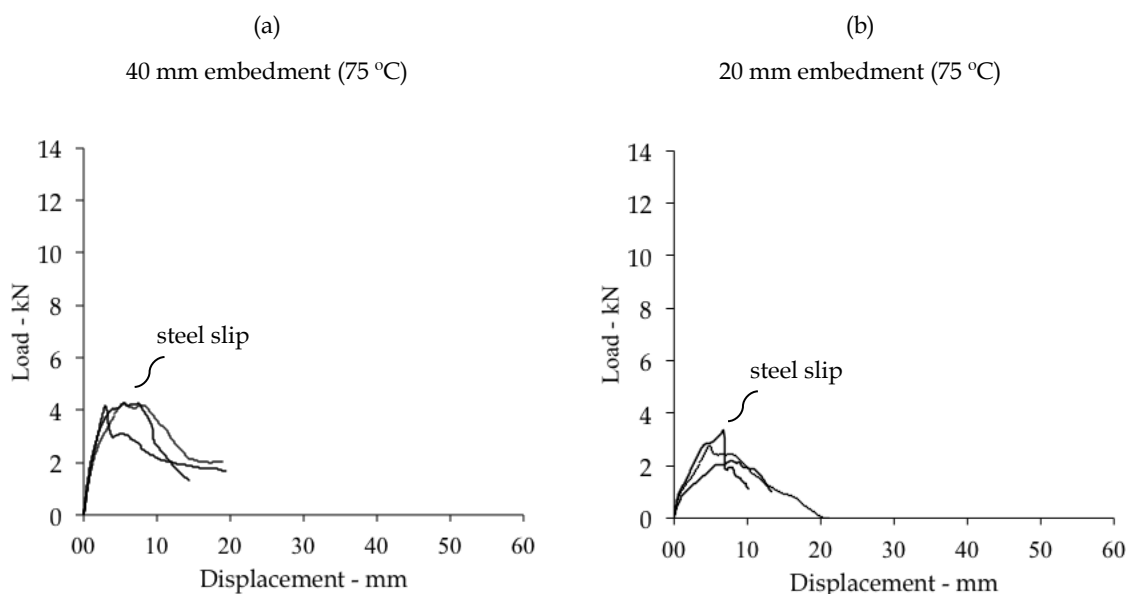 (a)
40 mm embedment (75 ºC)
14
12
10
8
6
4
2
0
Load - kN
steel slip
00 10 20 30 40 50 60
Displacement - mm
(b)
20 mm embedment (75 ºC)
14
12
10
8
6
4
2
0
Load - kN
steel slip
00 10 20 30 40 50 60
Displacement - mm